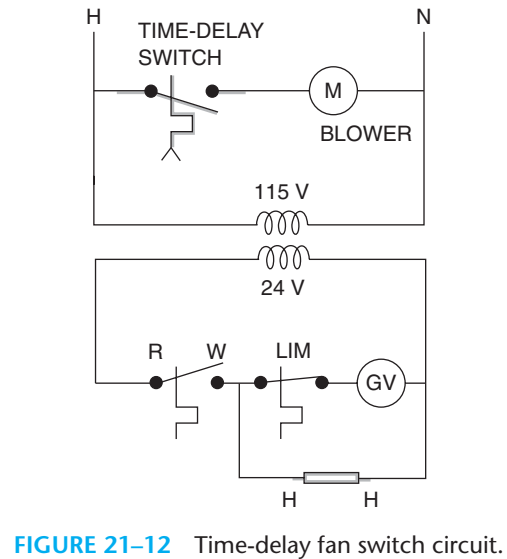 H
N
TIME-DELAY
SWITCH
M
BLOWER
115 V
24 V
R
W
LIM
GV
H
H
FIGURE 21–12 Time-delay fan switch circuit.